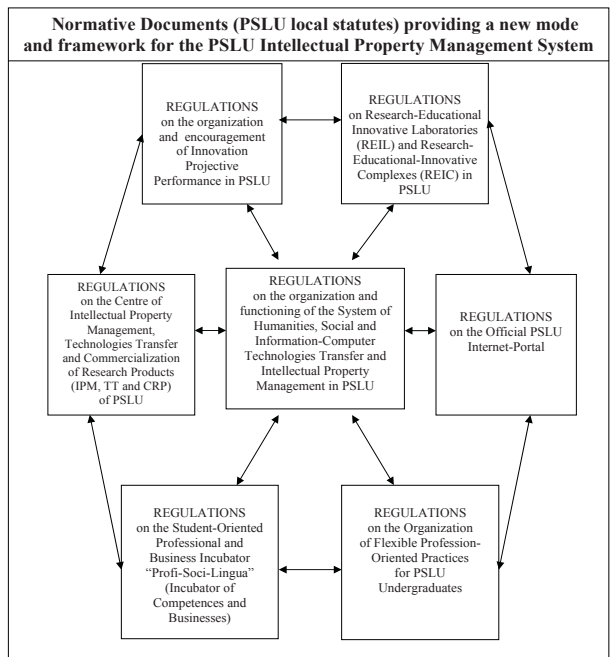 Normative Documents (PSLU local statutes) providing a new mode
and framework for the PSLU Intellectual Property Management System
REGULATIONS
on the organization
and encouragement
of Innovation
Projective
Performance in PSLU
REGULATIONS
on Research-Educational
Innovative Laboratories
(REIL) and Research-
Educational-Innovative
Complexes (REIC) in
PSLU
REGULATIONS
on the Centre of
Intellectual Property
Management,
Technologies Transfer
and Commercialization
of Research Products
(IPM, TT and CRP)
of PSLU
REGULATIONS
on the organization and
functioning of the System of
Humanities, Social and
Information-Computer
Technologies Transfer and
Intellectual Property
Management in PSLU
REGULATIONS
on the Official PSLU
Internet-Portal
REGULATIONS
on the Student-Oriented
Professional and
Business Incubator
“Profi-Soci-Lingua”
(Incubator of
Competences and
Businesses)
REGULATIONS
on the Organization
of Flexible Profession-
Oriented Practices
for PSLU
Undergraduates